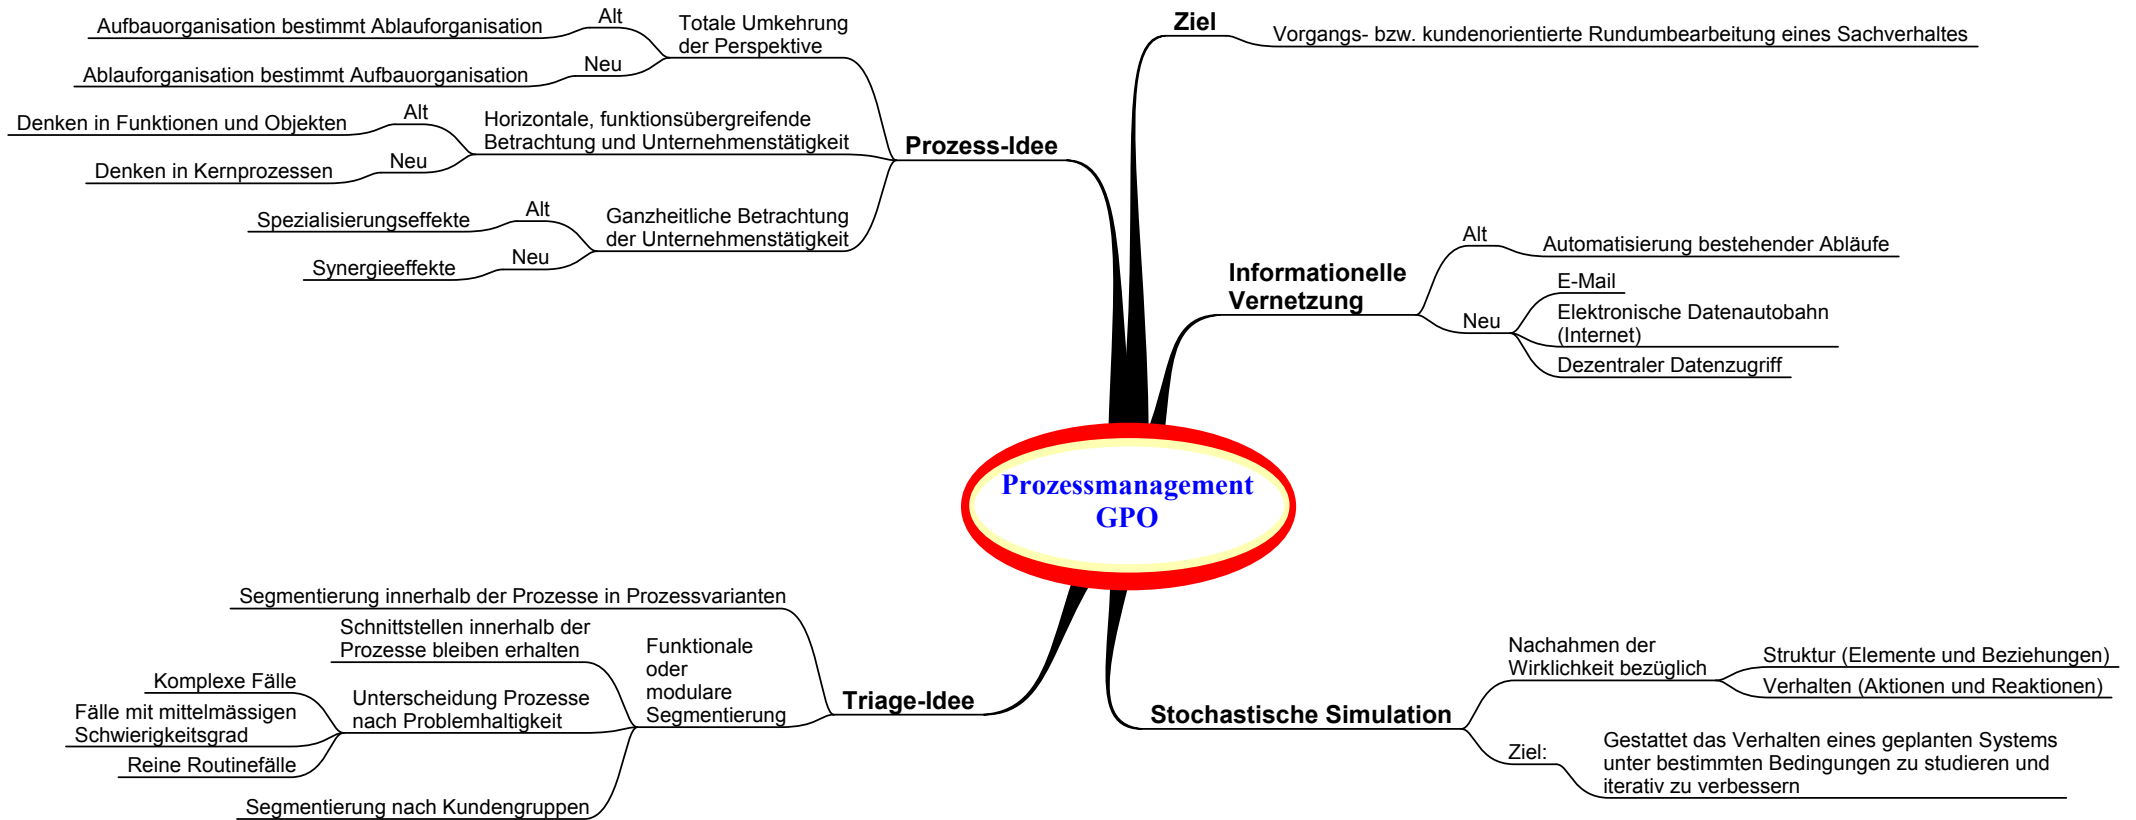 Prozessmanagement
GPO
Ziel
Vorgangs- bzw. kundenorientierte Rundumbearbeitung eines Sachverhaltes
Informationelle
Vernetzung
Alt
Automatisierung bestehender Abläufe
Neu
E-Mail
Elektronische Datenautobahn
(Internet)
Dezentraler Datenzugriff
Stochastische Simulation
Nachahmen der
Wirklichkeit bezüglich
Struktur (Elemente und Beziehungen)
Verhalten (Aktionen und Reaktionen)
Ziel:
Gestattet das Verhalten eines geplanten Systems
unter bestimmten Bedingungen zu studieren und
iterativ zu verbessern
Prozess-Idee
Totale Umkehrung
der Perspektive
Alt
Aufbauorganisation bestimmt Ablauforganisation
Neu
Ablauforganisation bestimmt Aufbauorganisation
Horizontale, funktionsübergreifende
Betrachtung und Unternehmenstätigkeit
Alt
Denken in Funktionen und Objekten
Neu
Denken in Kernprozessen
Ganzheitliche Betrachtung
der Unternehmenstätigkeit
Alt
Spezialisierungseffekte
Neu
Synergieeffekte
Triage-Idee
Segmentierung innerhalb der Prozesse in Prozessvarianten
Funktionale
oder
modulare
Segmentierung
Schnittstellen innerhalb der
Prozesse bleiben erhalten
Unterscheidung Prozesse
nach Problemhaltigkeit
Komplexe Fälle
Fälle mit mittelmässigen
Schwierigkeitsgrad
Reine Routinefälle
Segmentierung nach Kundengruppen